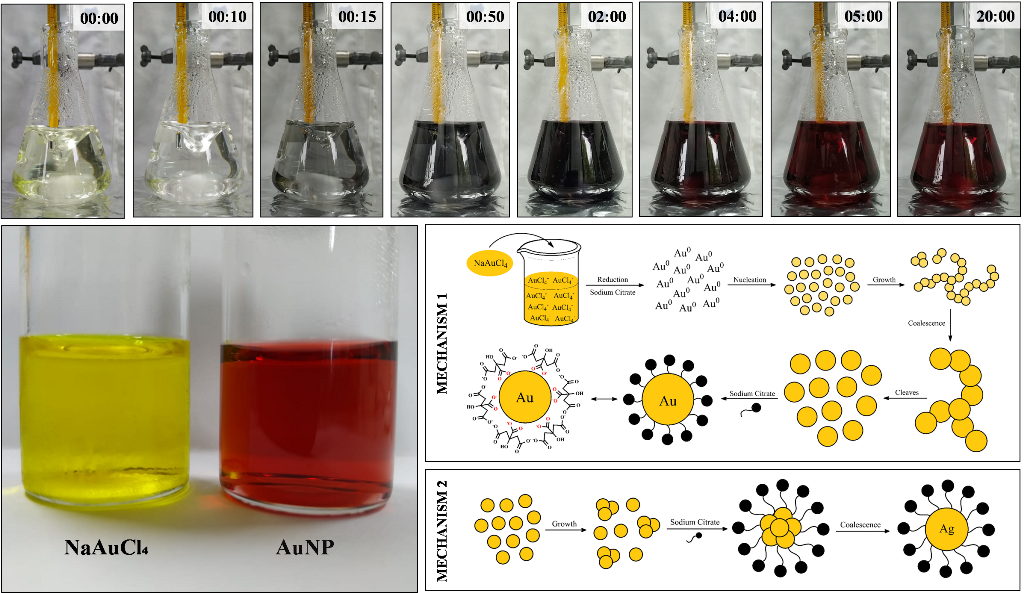 00:00
00:10
00:15
00:50
02:00
04:00
05:00
20:00
NaAuCl₄
AuNP
MECHANISM 1
NaAuCl₄
AuCl₄⁻ AuCl₄⁻
AuCl₄⁻ AuCl₄⁻
AuCl₄⁻ AuCl₄⁻
AuCl₄⁻ AuCl₄⁻
Reduction
Sodium Citrate
Au⁰ Au⁰
Au⁰ Au⁰ Au⁰
Au⁰ Au⁰
Au⁰ Au⁰
Au⁰ Au⁰
Nucleation
Growth
Coalescence
Cleaves
Sodium Citrate
Au
Au
MECHANISM 2
Growth
Sodium Citrate
Coalescence
Ag